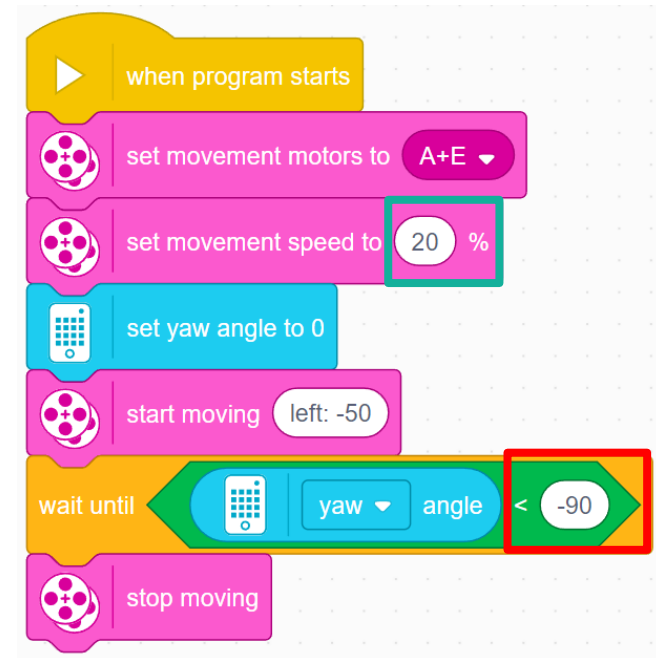 when program starts
set movement motors to A+E
set movement speed to 20 %
set yaw angle to 0
start moving left: -50
wait until yaw angle < -90
stop moving